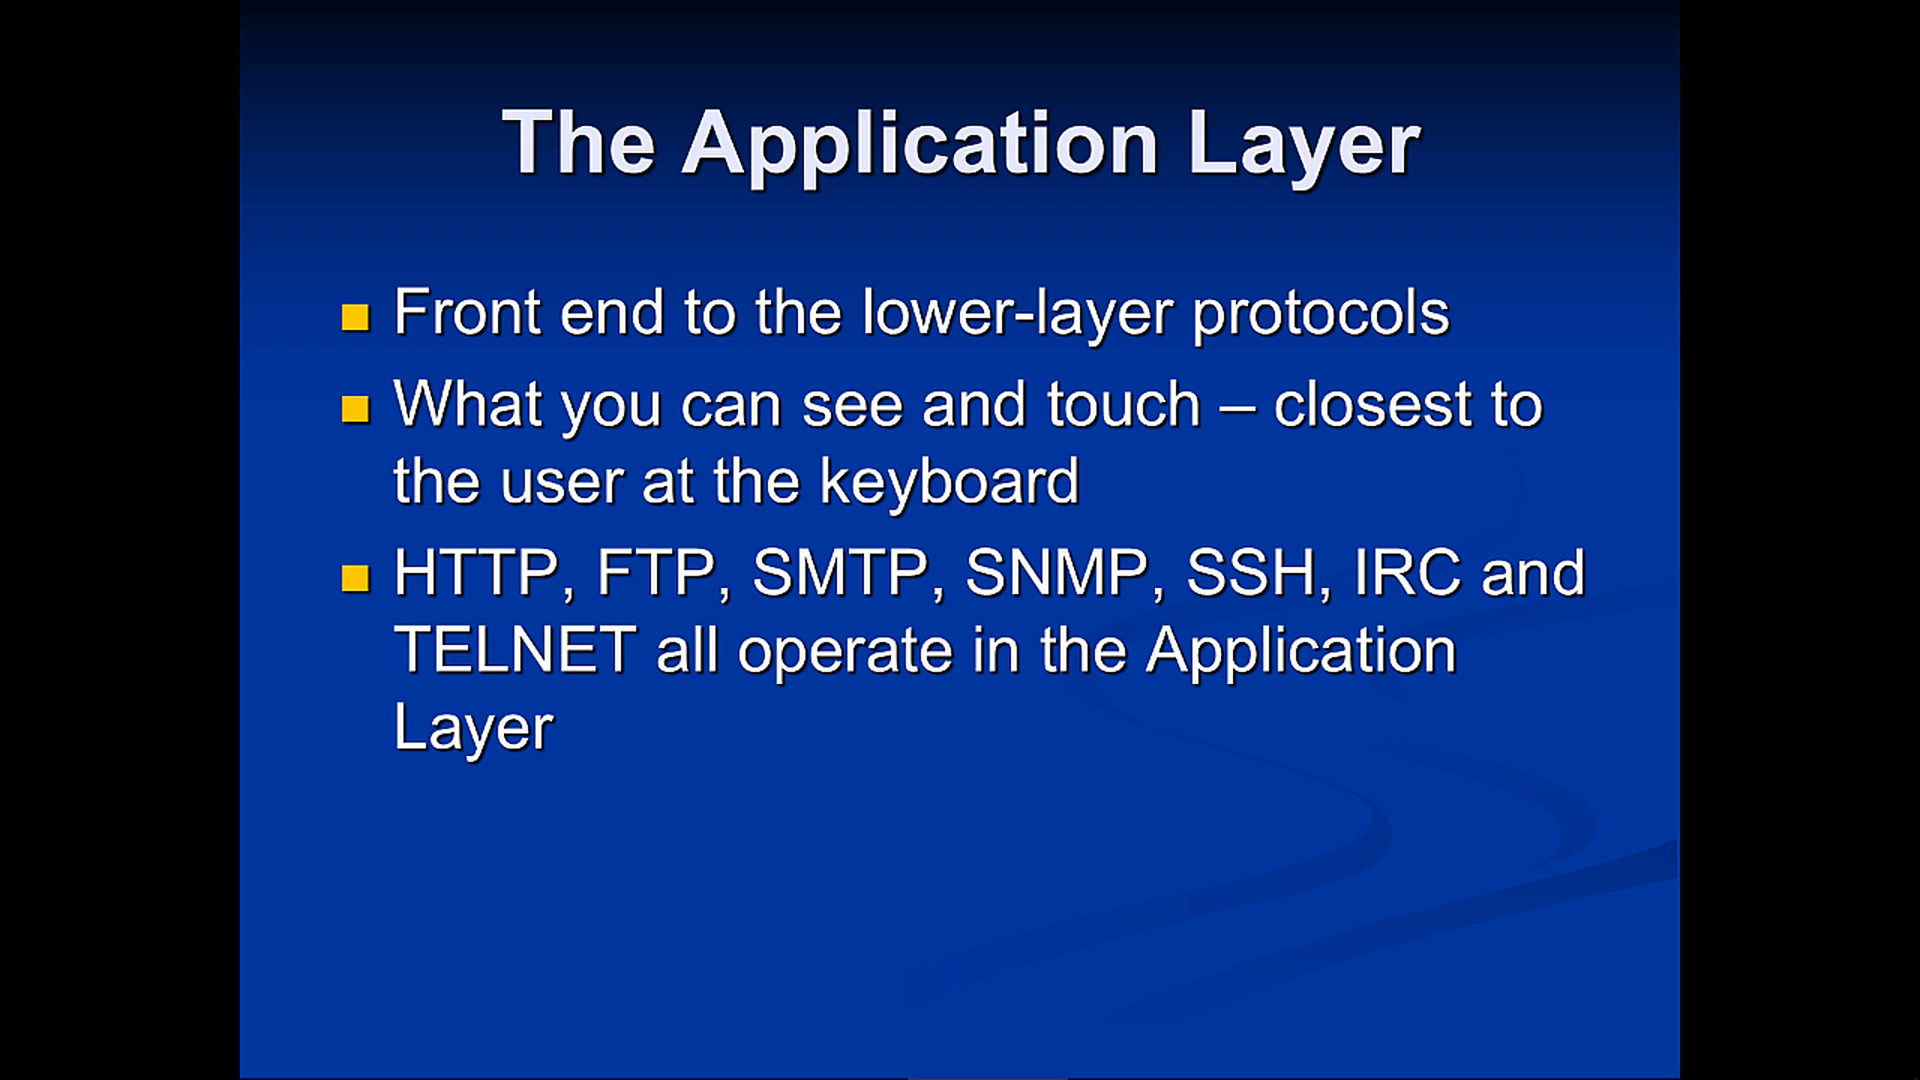 The Application Layer
Front end to the lower-layer protocols
What you can see and touch – closest to
the user at the keyboard
HTTP, FTP, SMTP, SNMP, SSH, IRC and
TELNET all operate in the Application
Layer